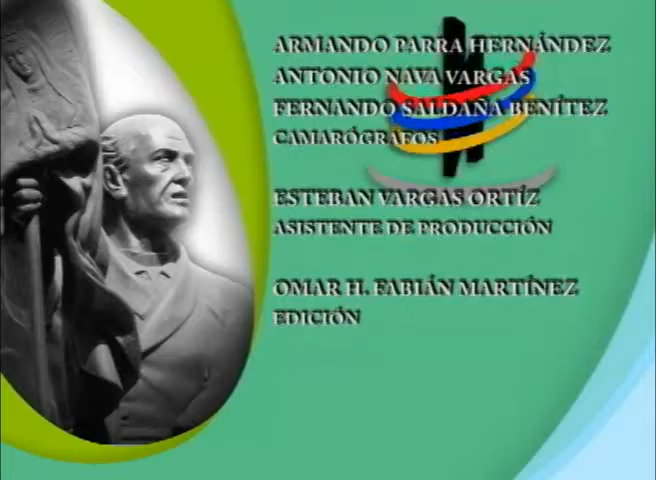 ARMANDO PARRA HERNÁNDEZ
ANTONIO NAVA VARGAS
FERNANDO SALDAÑA BENÍTEZ
CAMARÓGRAFOS
ESTEBAN VARGAS ORTÍZ
ASISTENTE DE PRODUCCIÓN
OMAR H. FABIÁN MARTÍNEZ
EDICIÓN